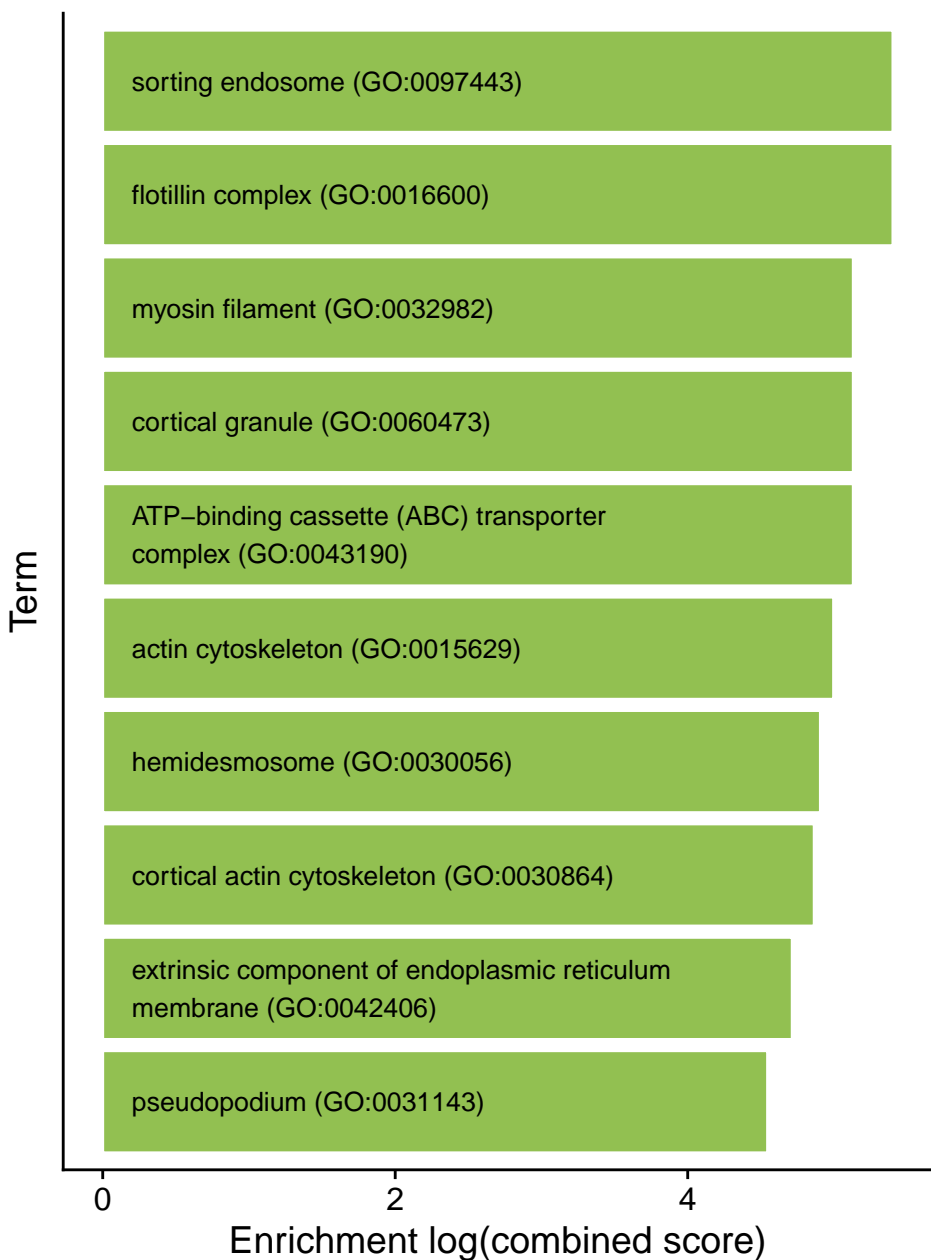 sorting endosome (GO:0097443)
flotillin complex (GO:0016600)
myosin filament (GO:0032982)
cortical granule (GO:0060473)
ATP−binding cassette (ABC) transporter
complex (GO:0043190)
actin cytoskeleton (GO:0015629)
hemidesmosome (GO:0030056)
cortical actin cytoskeleton (GO:0030864)
extrinsic component of endoplasmic reticulum
membrane (GO:0042406)
pseudopodium (GO:0031143)
Term
0 2 4
Enrichment log(combined score)